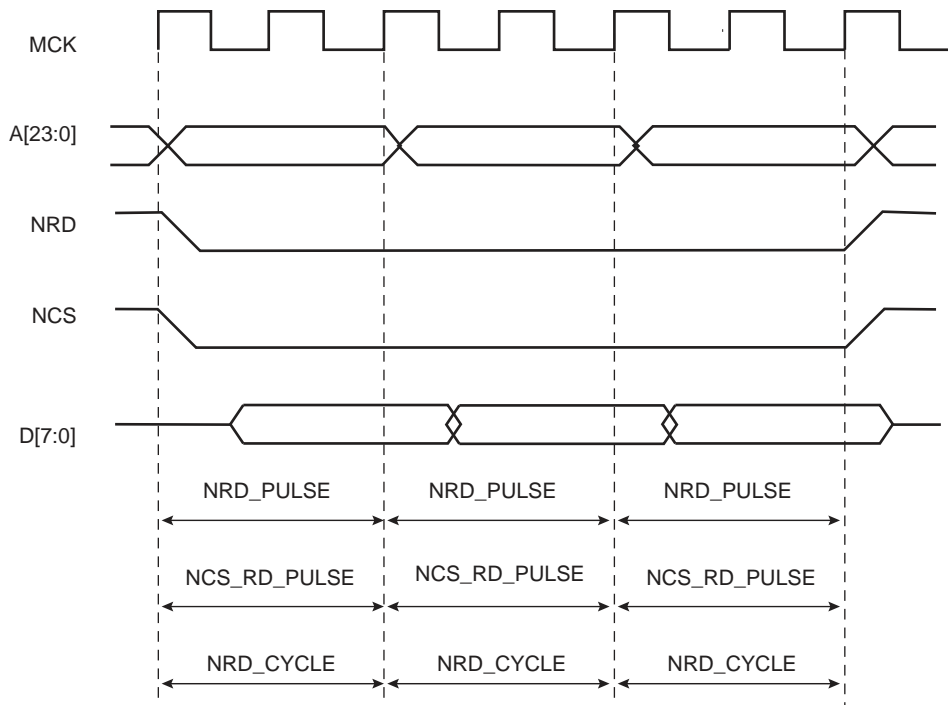 MCK
A[23:0]
NRD
NCS
D[7:0]
NRD_PULSE NRD_PULSE NRD_PULSE
NCS_RD_PULSE NCS_RD_PULSE NCS_RD_PULSE
NRD_CYCLE NRD_CYCLE NRD_CYCLE